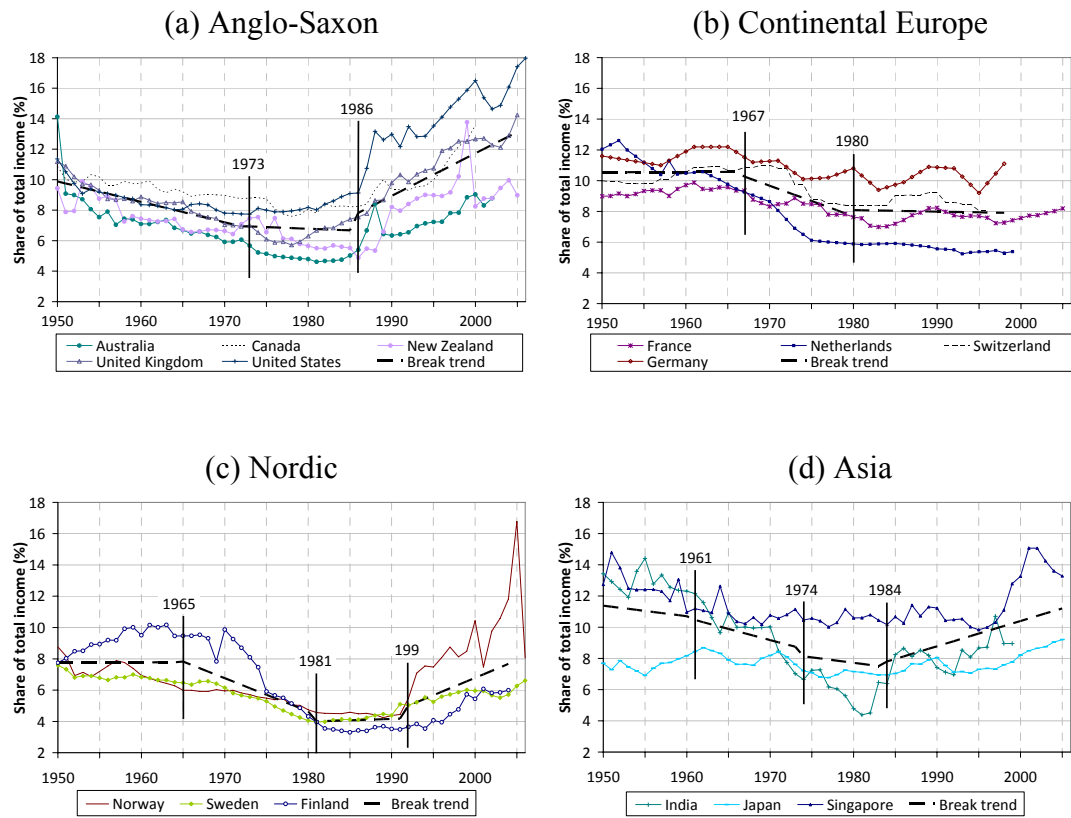 (a) Anglo-Saxon
Share of total income (%)
18
16
14
12
10
8
6
4
2
1973
1986
1950 1960 1970 1980 1990 2000
Australia Canada New Zealand
United Kingdom United States Break trend
(b) Continental Europe
Share of total income (%)
18
16
14
12
10
8
6
4
2
1967
1980
1950 1960 1970 1980 1990 2000
France Netherlands Switzerland
Germany Break trend
(c) Nordic
Share of total income (%)
18
16
14
12
10
8
6
4
2
1965
1981
199
1950 1960 1970 1980 1990 2000
Norway Sweden Finland Break trend
(d) Asia
Share of total income (%)
18
16
14
12
10
8
6
4
2
1961
1974
1984
1950 1960 1970 1980 1990 2000
India Japan Singapore Break trend